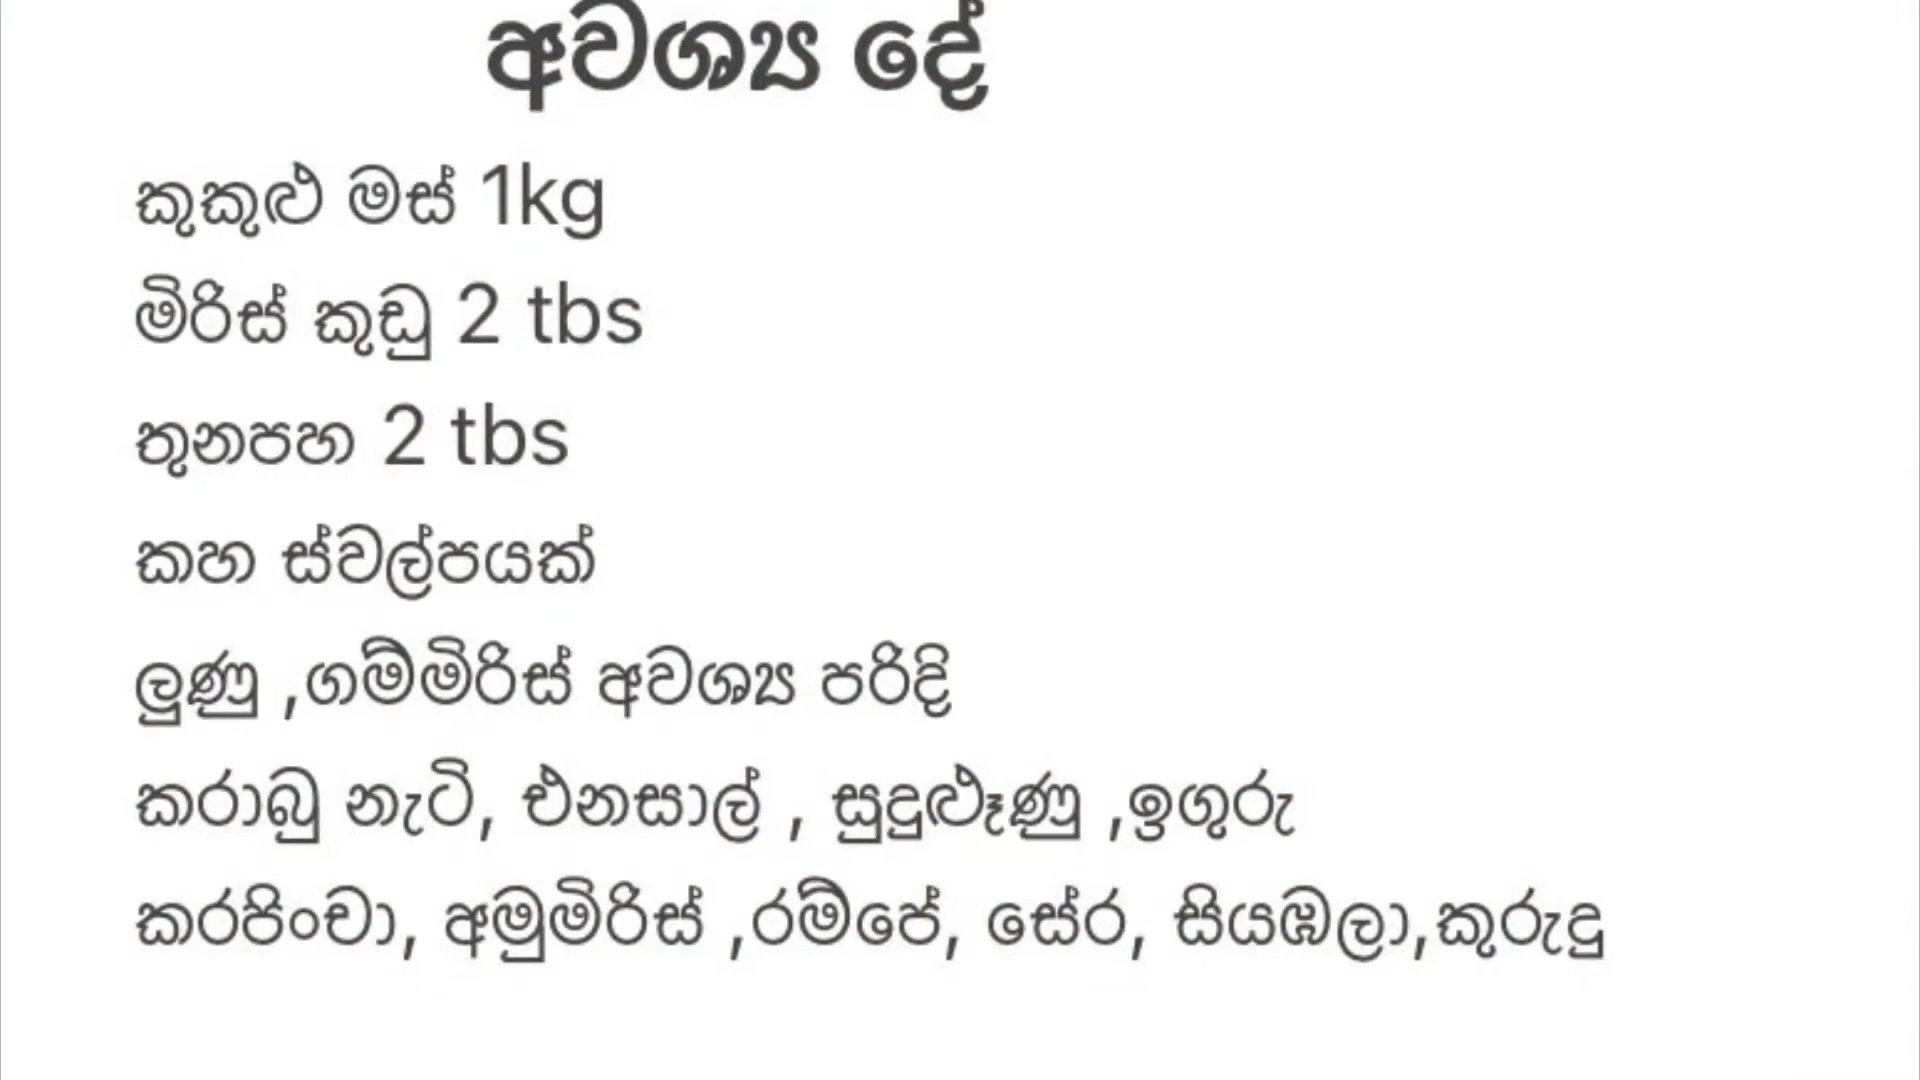 අවශ්‍ය දේ
කුකුළු මස් 1kg
මිරිස් කුඩු 2 tbs
තුනපහ 2 tbs
කහ ස්වල්පයක්
ලුණු ,ගම්මිරිස් අවශ්‍ය පරිදි
කරාබු නැටි, එනසාල් , සුදුළූණු ,ඉගුරු
කරපිංචා, අමුමිරිස් ,රම්පේ, සේර, සියඹලා,කුරුදු